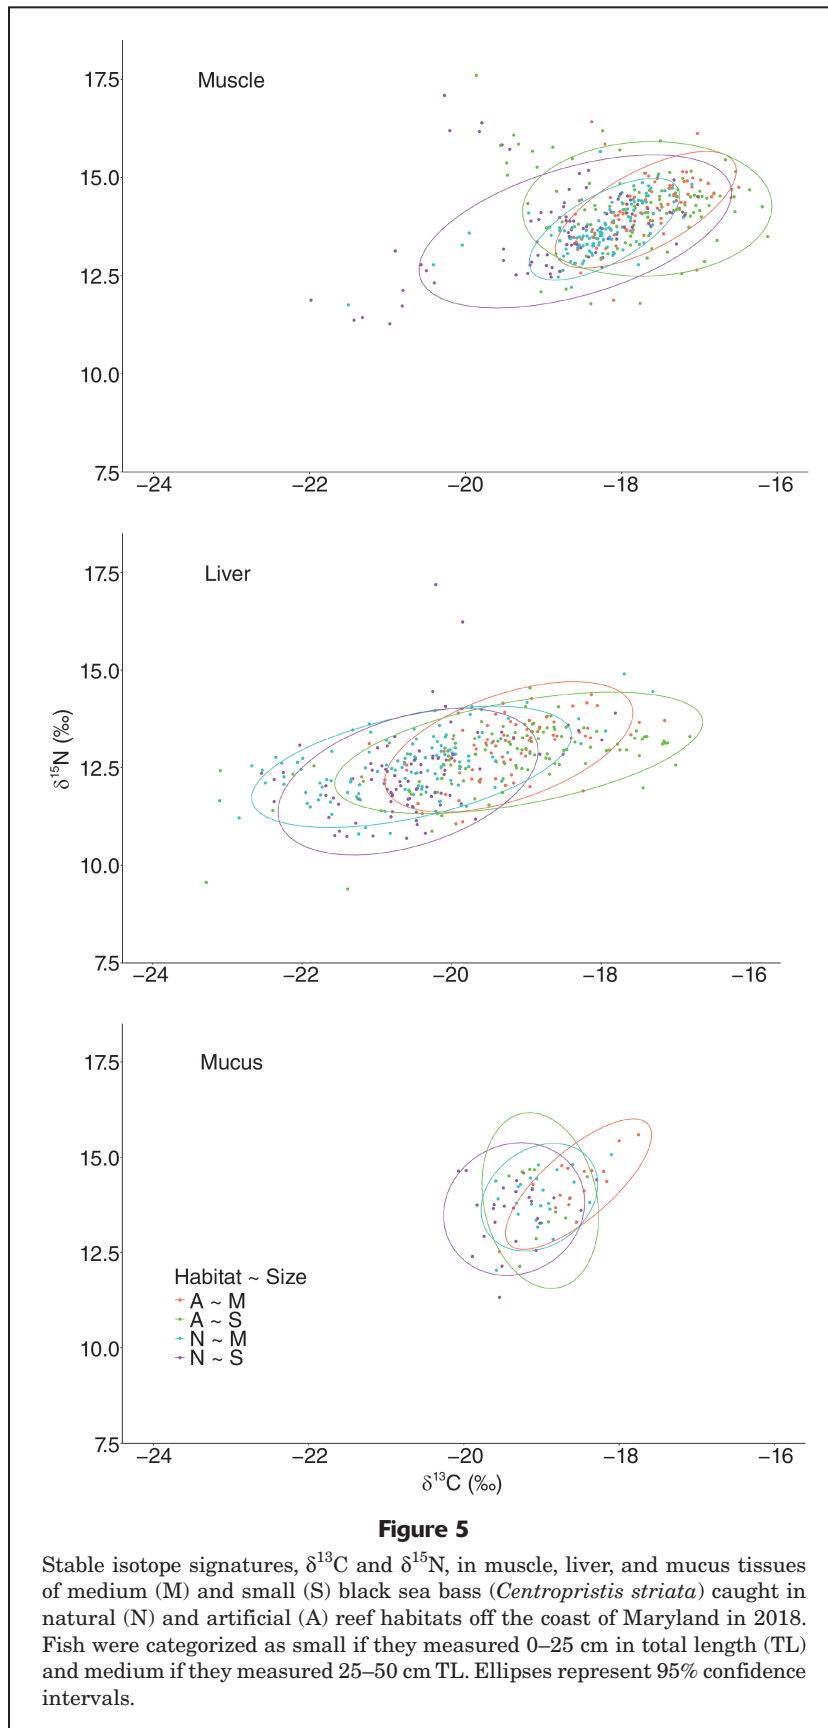 17.5
Muscle
15.0
12.5
10.0
7.5
−24 −22 −20 −18 −16
17.5
Liver
15.0
δ15N (‰)
12.5
10.0
7.5
−24 −22 −20 −18 −16
17.5
Mucus
15.0
12.5
Habitat ~ Size
A ~ M
A ~ S
10.0
N ~ M
N ~ S
7.5
−24 −22 −20 −18 −16
δ13C (‰)
Figure 5
Stable isotope signatures, δ13C and δ15N, in muscle, liver, and mucus tissues
of medium (M) and small (S) black sea bass (Centropristis striata) caught in
natural (N) and artificial (A) reef habitats off the coast of Maryland in 2018.
Fish were categorized as small if they measured 0–25 cm in total length (TL)
and medium if they measured 25–50 cm TL. Ellipses represent 95% confidence
intervals.